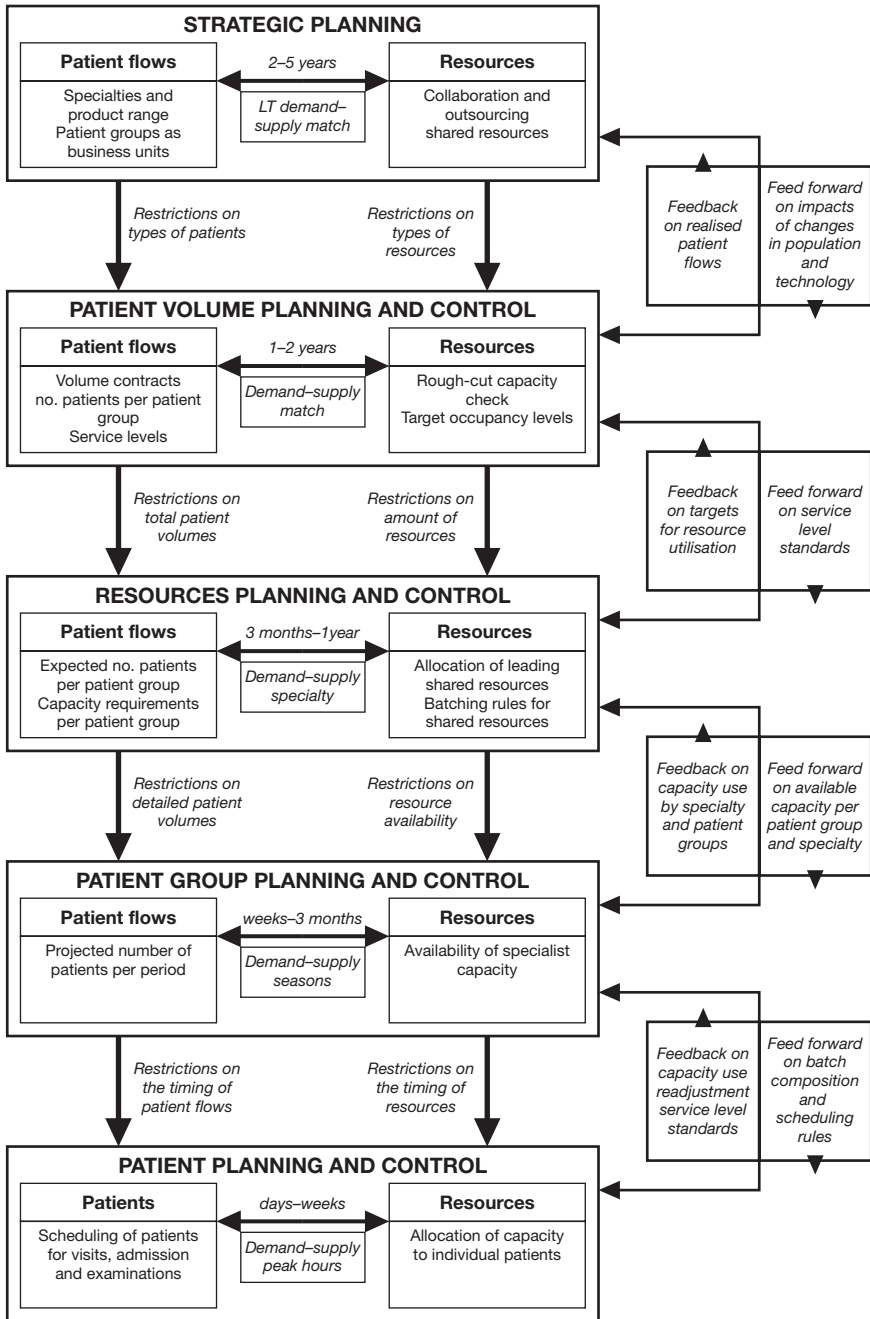 STRATEGIC PLANNING
Patient flows
Specialties and
product range
Patient groups as
business units
2–5 years
LT demand–
supply match
Resources
Collaboration and
outsourcing
shared resources
Restrictions on
types of patients
Restrictions on
types of
resources
Feedback
on realised
patient
flows
Feed forward
on impacts
of changes
in population
and
technology
PATIENT VOLUME PLANNING AND CONTROL
Patient flows
Volume contracts
no. patients per patient
group
Service levels
1–2 years
Demand–supply
match
Resources
Rough-cut capacity
check
Target occupancy levels
Restrictions on
total patient
volumes
Restrictions on
amount of
resources
Feedback
on targets
for resource
utilisation
Feed forward
on service
level
standards
RESOURCES PLANNING AND CONTROL
Patient flows
Expected no. patients
per patient group
Capacity requirements
per patient group
3 months–1year
Demand–supply
specialty
Resources
Allocation of leading
shared resources
Batching rules for
shared resources
Restrictions on
detailed patient
volumes
Restrictions on
resource
availability
Feedback on
capacity use
by specialty
and patient
groups
Feed forward
on available
capacity per
patient group
and specialty
PATIENT GROUP PLANNING AND CONTROL
Patient flows
Projected number of
patients per period
weeks–3 months
Demand–supply
seasons
Resources
Availability of specialist
capacity
Restrictions on
the timing of
patient flows
Restrictions on
the timing of
resources
Feedback on
capacity use
readjustment
service level
standards
Feed forward
on batch
composition
and
scheduling
rules
PATIENT PLANNING AND CONTROL
Patients
Scheduling of patients
for visits, admission
and examinations
days–weeks
Demand–supply
peak hours
Resources
Allocation of capacity
to individual patients